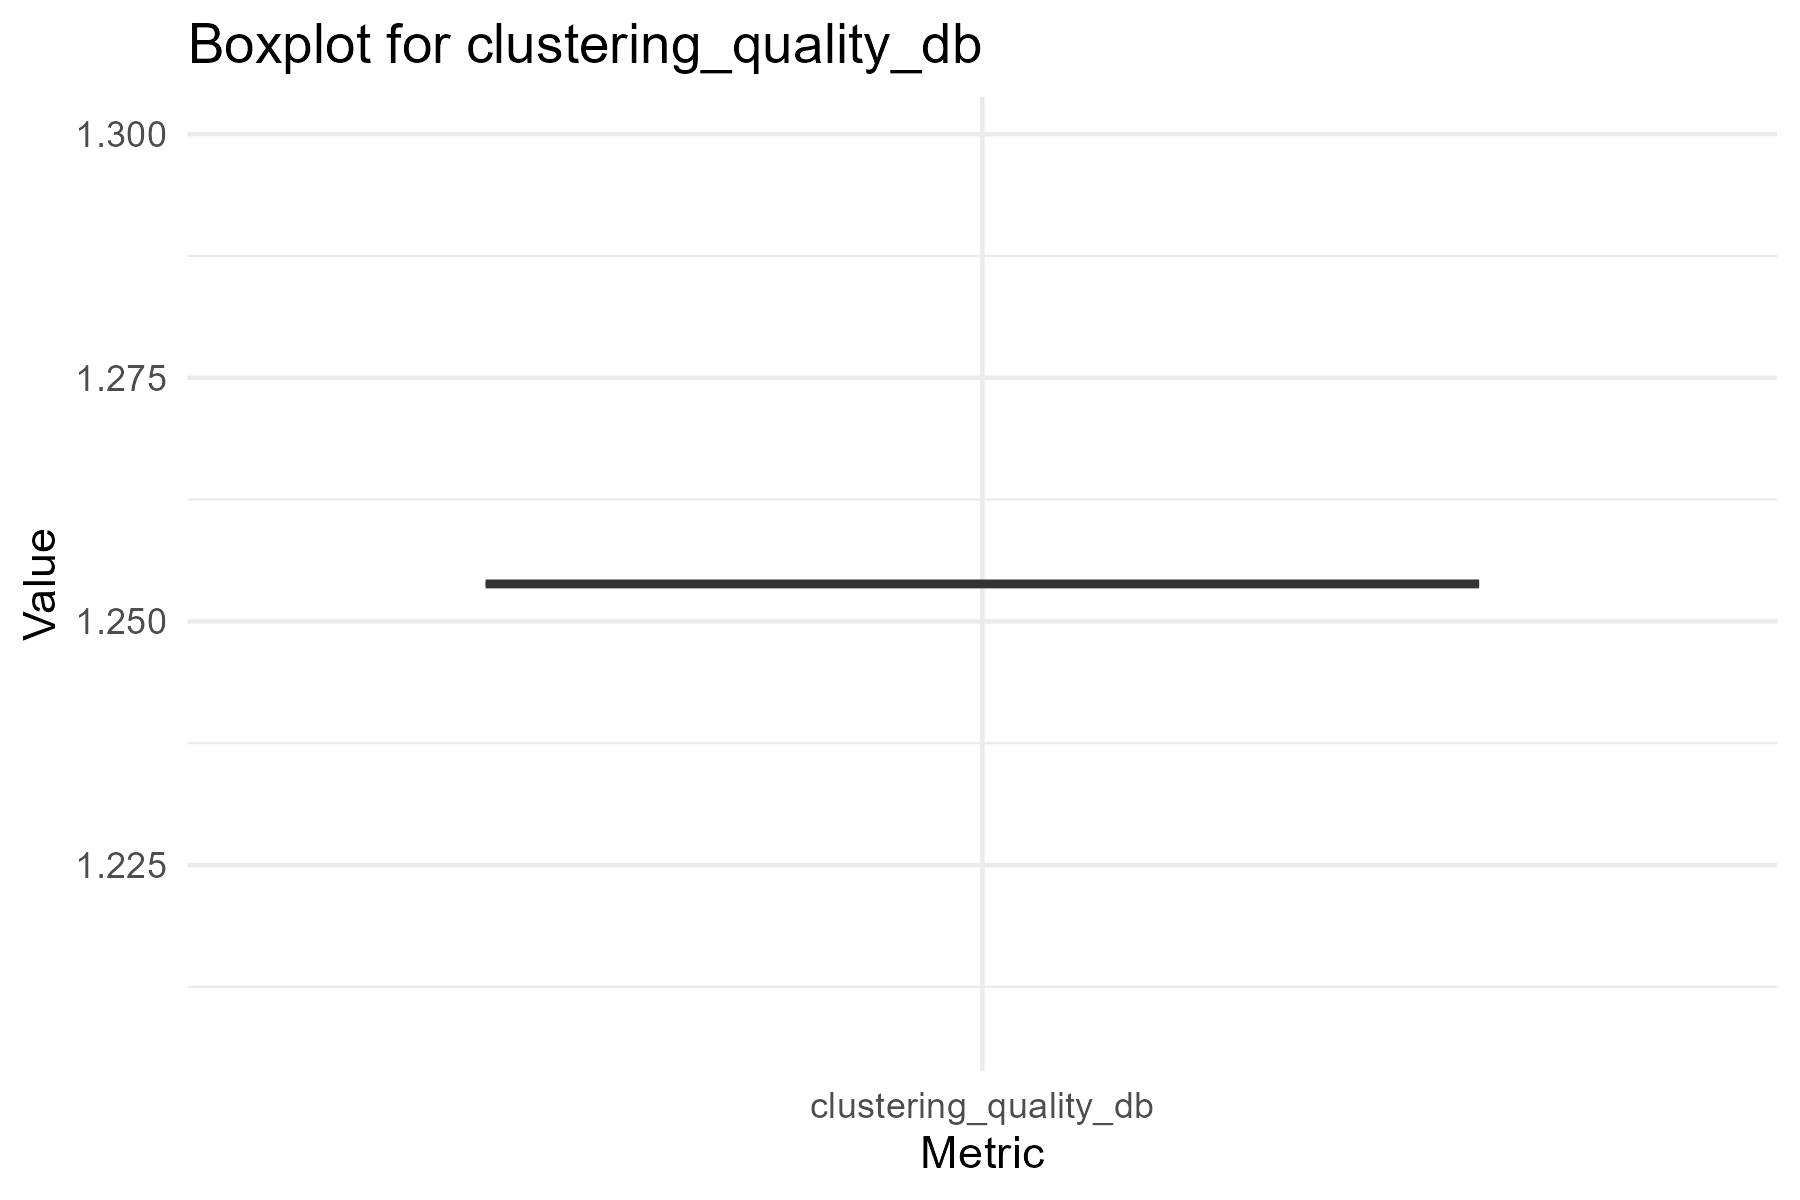 Boxplot for clustering_quality_db
1.300
1.275
1.250
1.225
Value
clustering_quality_db
Metric